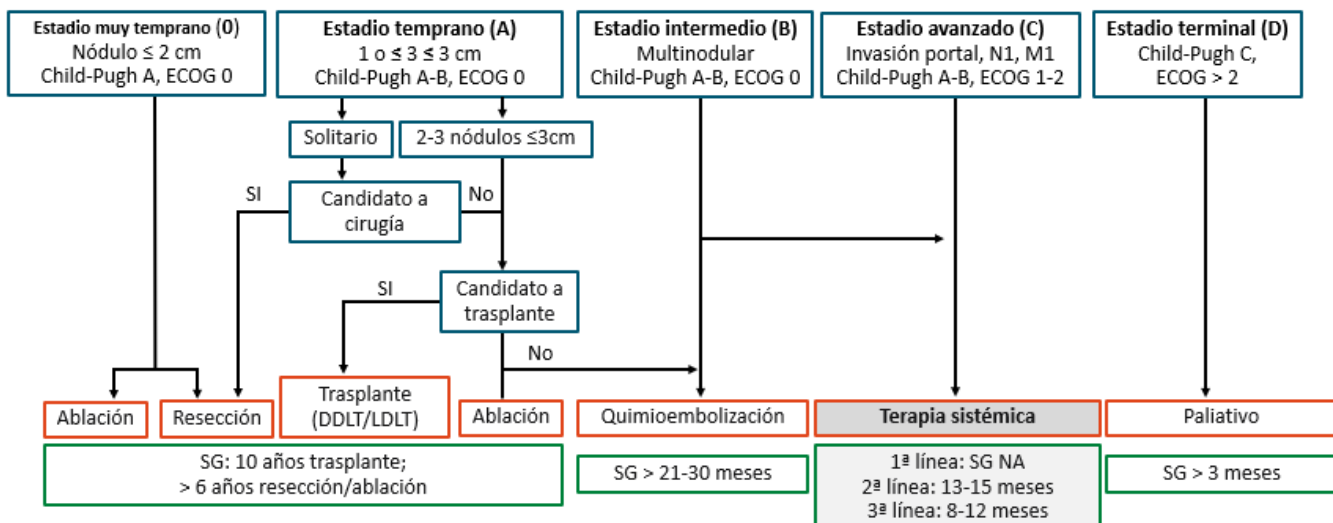 Estadio muy temprano (0)
Nódulo ≤ 2 cm
Child-Pugh A, ECOG 0
Estadio temprano (A)
1 o ≤ 3 ≤ 3 cm
Child-Pugh A-B, ECOG 0
Estadio intermedio (B)
Multinodular
Child-Pugh A-B, ECOG 0
Estadio avanzado (C)
Invasión portal, N1, M1
Child-Pugh A-B, ECOG 1-2
Estadio terminal (D)
Child-Pugh C,
ECOG > 2
Solitario
2-3 nódulos ≤3cm
SI
Candidato a
cirugía
No
SI
Candidato a
trasplante
No
Ablación
Resección
Trasplante
(DDLT/LDLT)
Ablación
Quimioembolización
Terapia sistémica
Paliativo
SG: 10 años trasplante;
> 6 años resección/ablación
SG > 21-30 meses
1ª línea: SG NA
2ª línea: 13-15 meses
3ª línea: 8-12 meses
SG > 3 meses